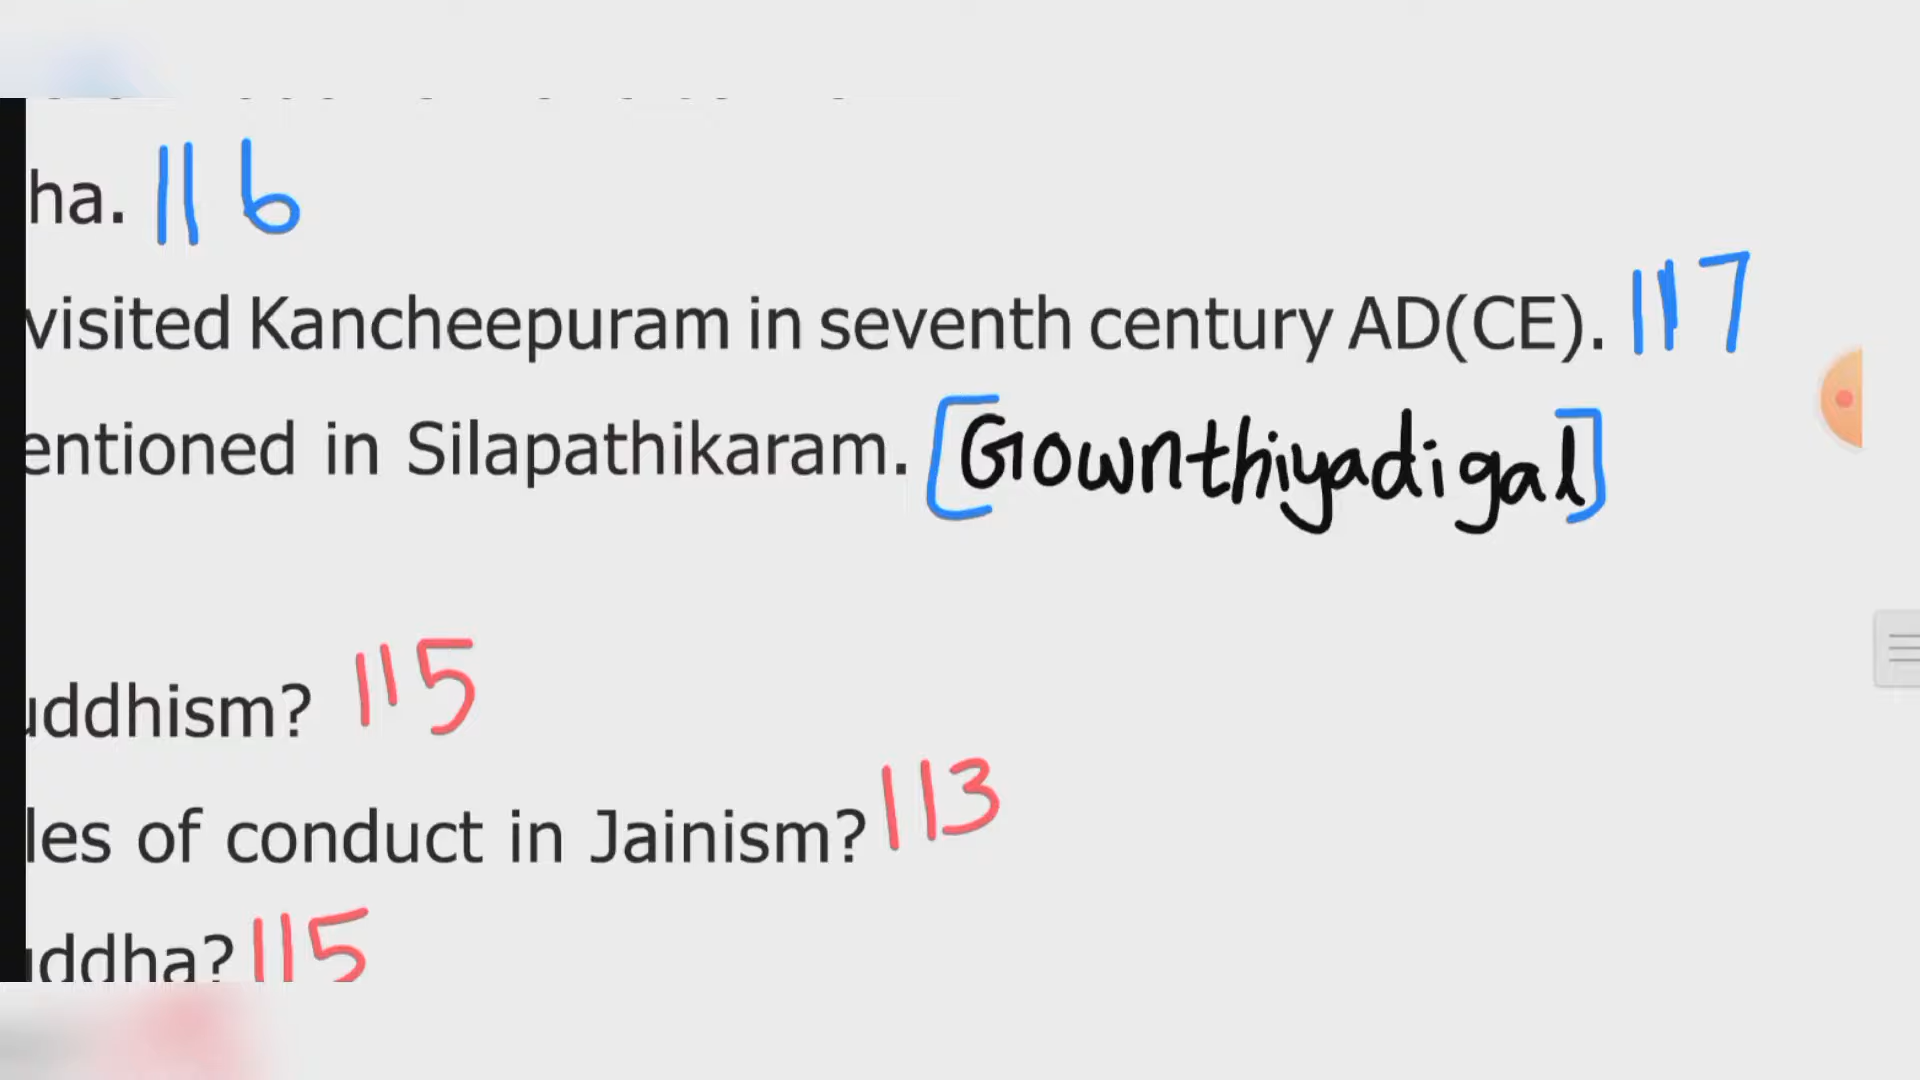 ha. 116
visited Kancheepuram in seventh century AD(CE). 117
entioned in Silapathikaram. [Gownthiyadigal]
uddhism? 115
les of conduct in Jainism? 113
uddha? 115